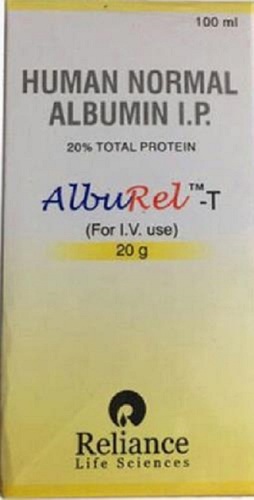 100 ml
HUMAN NORMAL
ALBUMIN I.P.
20% TOTAL PROTEIN
AlbuRel™-T
(For I.V. use)
20 g
Reliance
Life Sciences